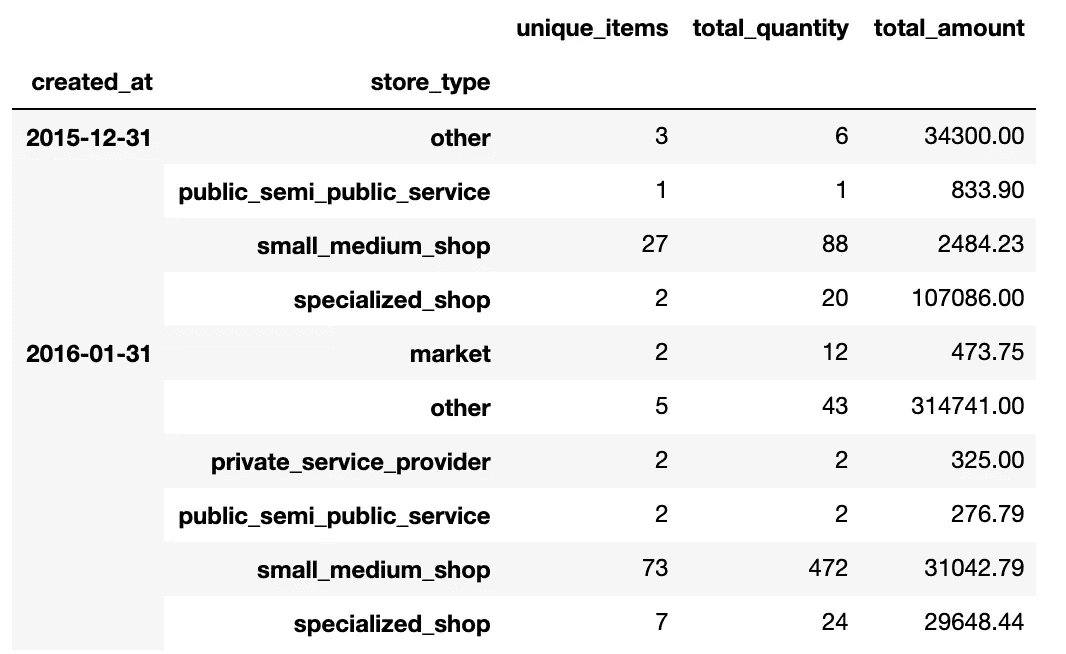 unique_items total_quantity total_amount
created_at store_type
2015-12-31 other 3 6 34300.00
public_semi_public_service 1 1 833.90
small_medium_shop 27 88 2484.23
specialized_shop 2 20 107086.00
2016-01-31 market 2 12 473.75
other 5 43 314741.00
private_service_provider 2 2 325.00
public_semi_public_service 2 2 276.79
small_medium_shop 73 472 31042.79
specialized_shop 7 24 29648.44